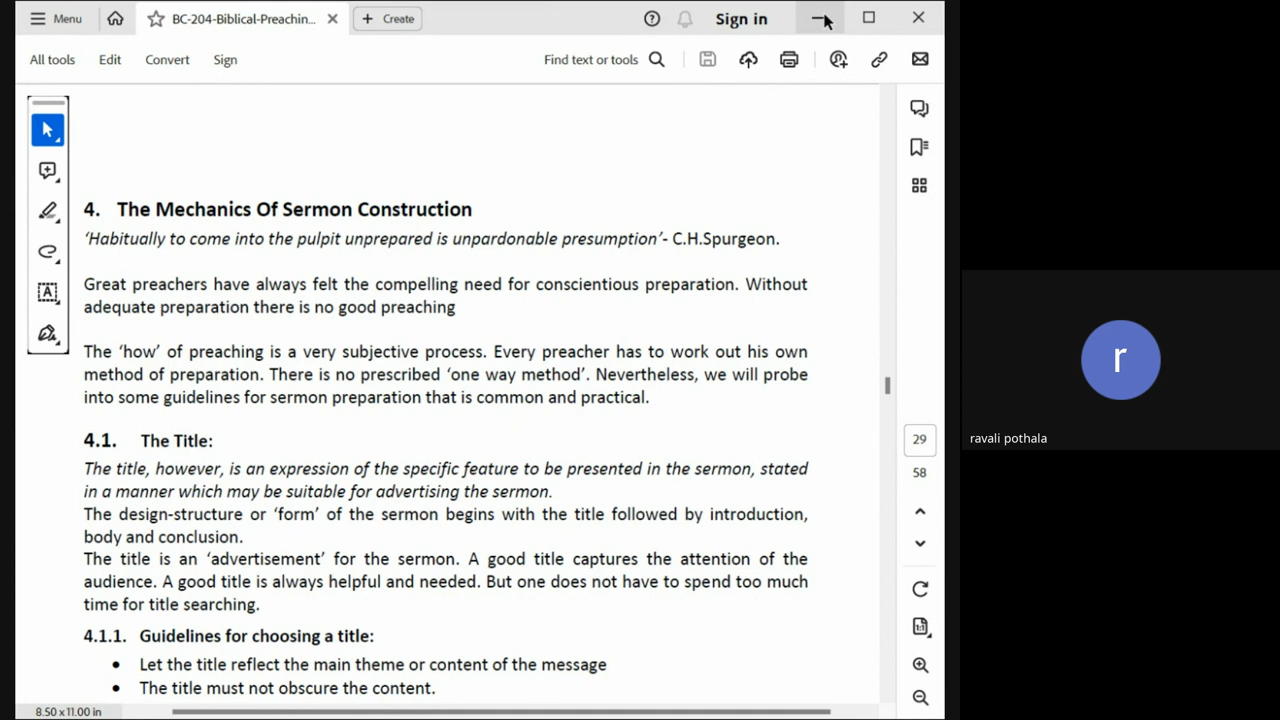 Menu
BC-204-Biblical-Preachin...
Create
Sign in
All tools
Edit
Convert
Sign
Find text or tools
4. The Mechanics Of Sermon Construction
‘Habitually to come into the pulpit unprepared is unpardonable presumption’- C.H.Spurgeon.
Great preachers have always felt the compelling need for conscientious preparation. Without
adequate preparation there is no good preaching
The ‘how’ of preaching is a very subjective process. Every preacher has to work out his own
method of preparation. There is no prescribed ‘one way method’. Nevertheless, we will probe
into some guidelines for sermon preparation that is common and practical.
4.1. The Title:
The title, however, is an expression of the specific feature to be presented in the sermon, stated
in a manner which may be suitable for advertising the sermon.
The design-structure or ‘form’ of the sermon begins with the title followed by introduction,
body and conclusion.
The title is an ‘advertisement’ for the sermon. A good title captures the attention of the
audience. A good title is always helpful and needed. But one does not have to spend too much
time for title searching.
4.1.1. Guidelines for choosing a title:
• Let the title reflect the main theme or content of the message
• The title must not obscure the content.
29
58
1:1
8.50 x 11.00 in
r
ravali pothala